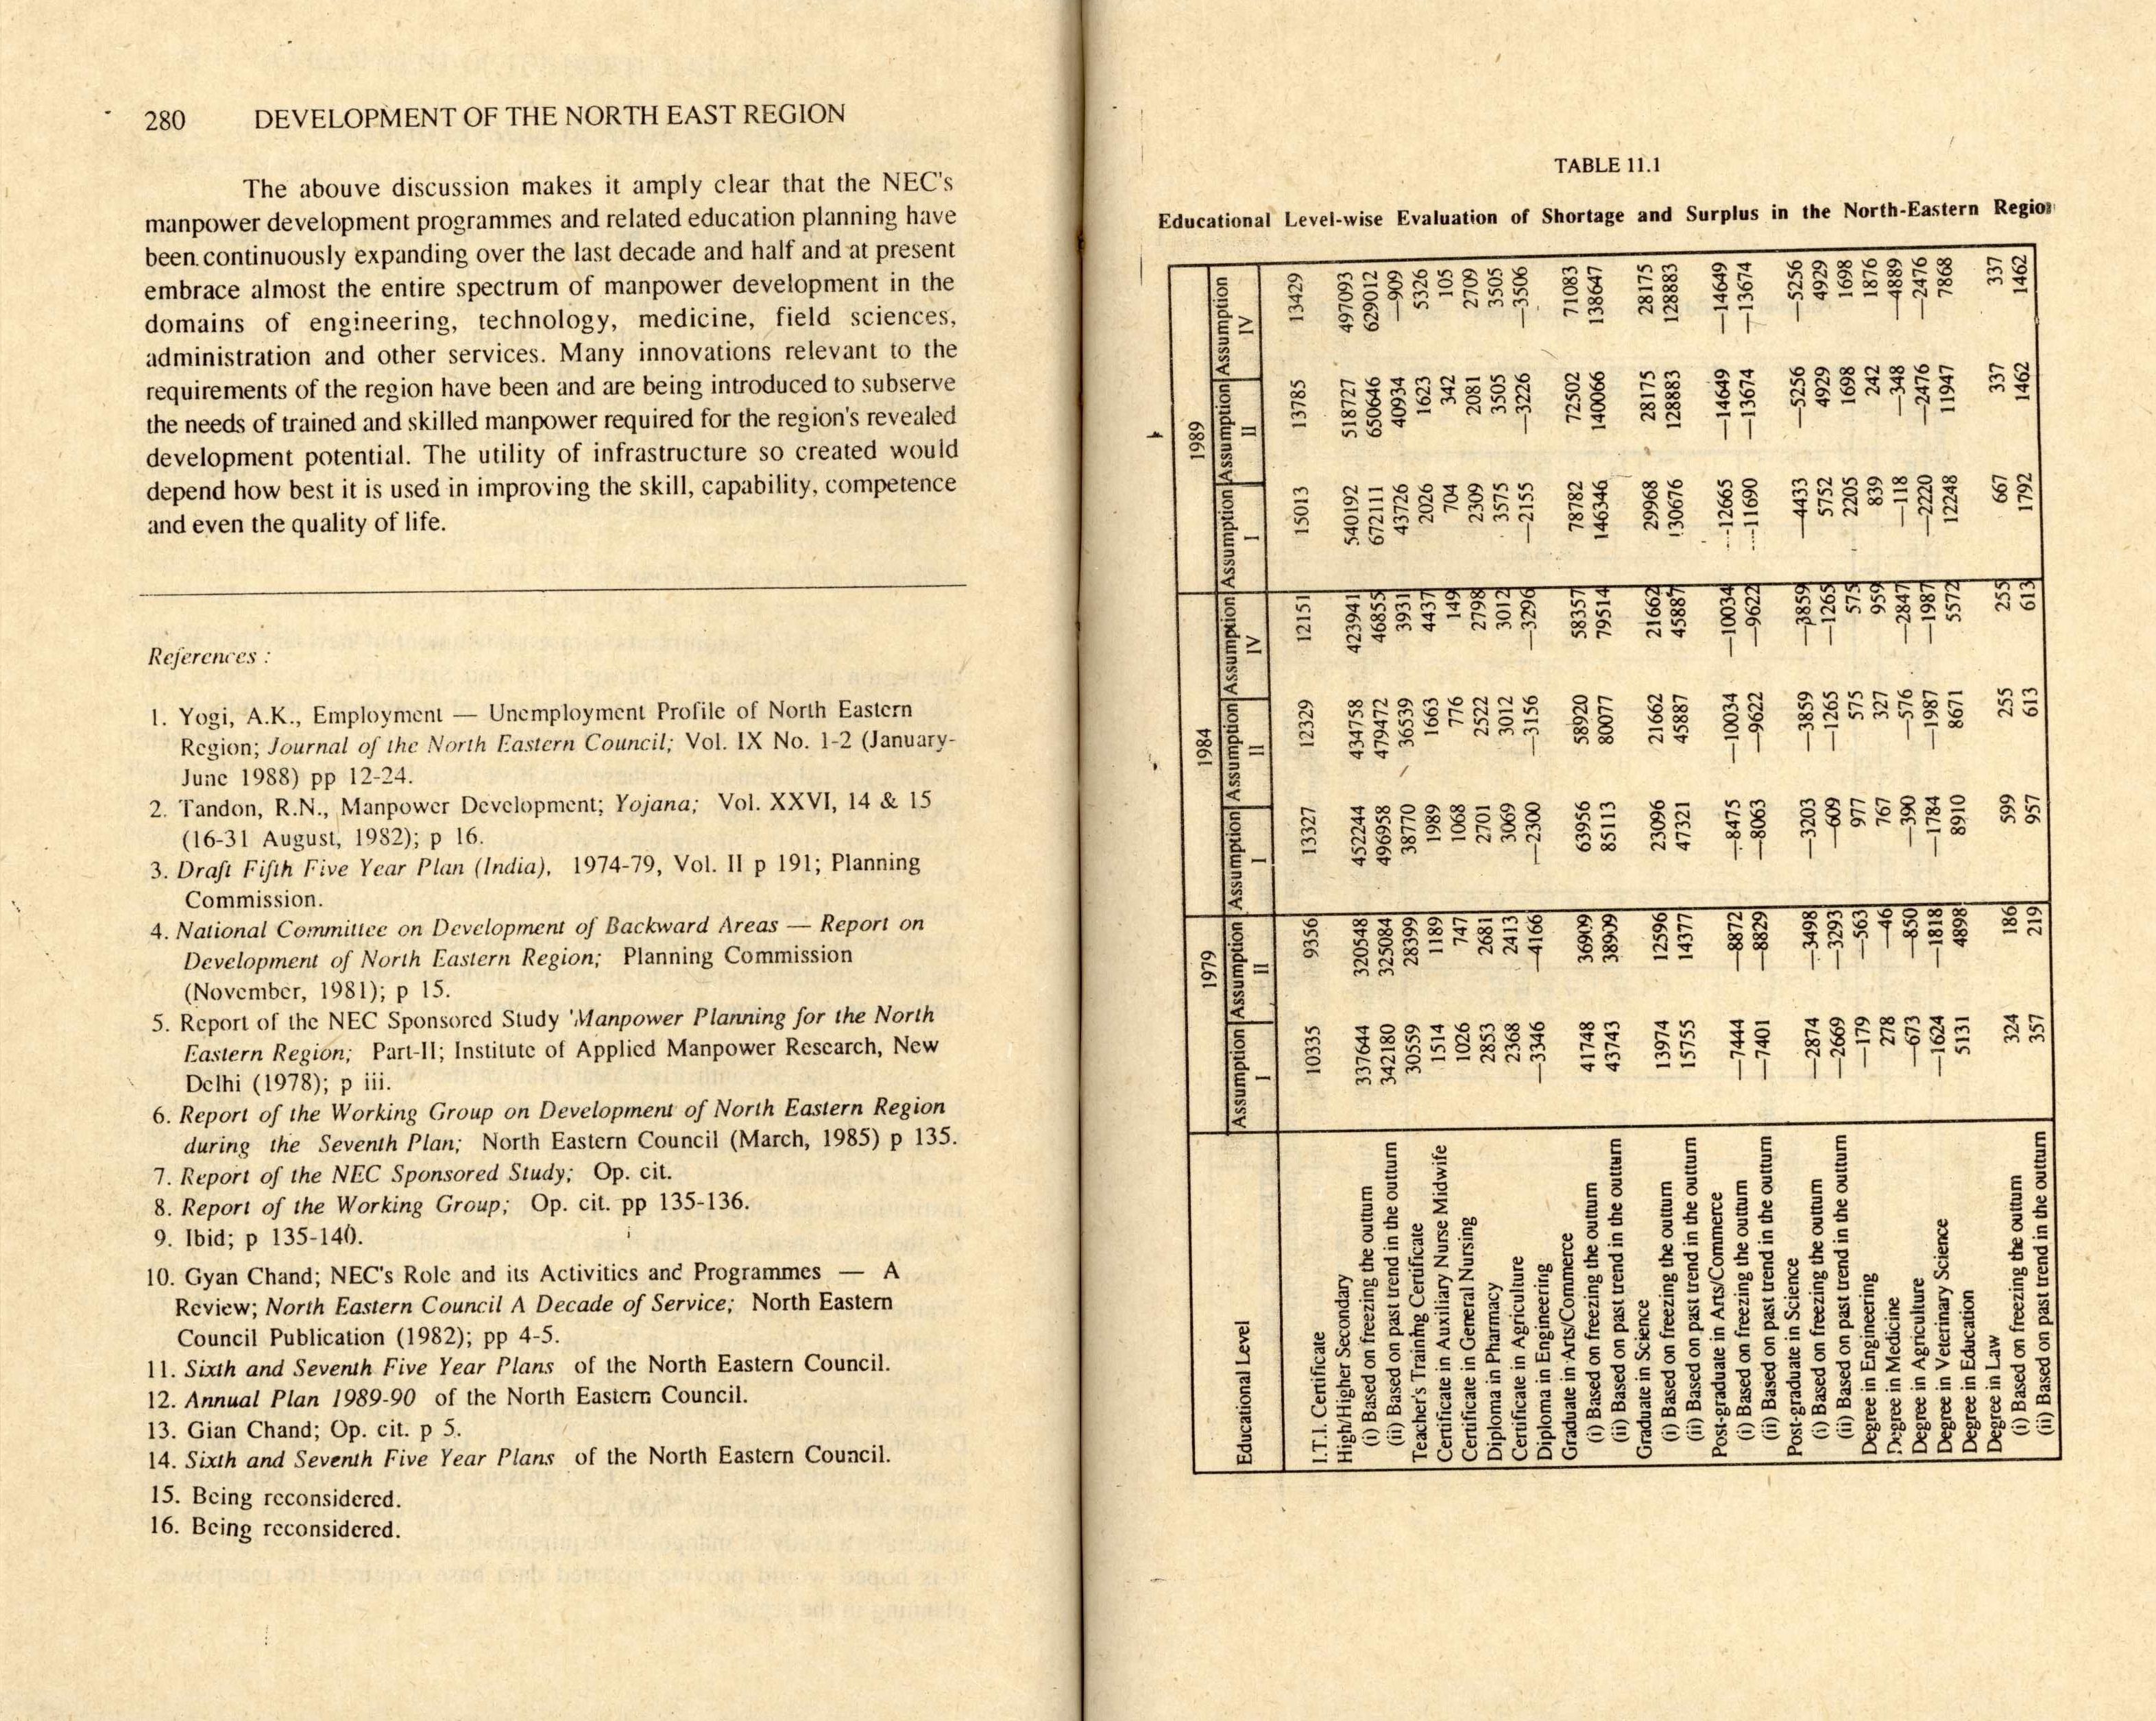 280 DEVELOPMENT OF THE NORTH EAST REGION
The abouve discussion makes it amply clear that the NEC's
manpower development programmes and related education planning have
been continuously expanding over the last decade and half and at present
embrace almost the entire spectrum of manpower development in the
domains of engineering, technology, medicine, field sciences,
administration and other services. Many innovations relevant to the
requirements of the region have been and are being introduced to subserve
the needs of trained and skilled manpower required for the region's revealed
development potential. The utility of infrastructure so created would
depend how best it is used in improving the skill, capability, competence
and even the quality of life.
References :
1. Yogi, A.K., Employment — Unemployment Profile of North Eastern
Region; Journal of the North Eastern Council; Vol. IX No. 1-2 (January-
June 1988) pp 12-24.
2. Tandon, R.N., Manpower Development; Yojana; Vol. XXVI, 14 & 15
(16-31 August, 1982); p 16.
3. Draft Fifth Five Year Plan (India), 1974-79, Vol. II p 191; Planning
Commission.
4. National Committee on Development of Backward Areas — Report on
Development of North Eastern Region; Planning Commission
(November, 1981); p 15.
5. Report of the NEC Sponsored Study 'Manpower Planning for the North
Eastern Region; Part-II; Institute of Applied Manpower Research, New
Delhi (1978); p iii.
6. Report of the Working Group on Development of North Eastern Region
during the Seventh Plan; North Eastern Council (March, 1985) p 135.
7. Report of the NEC Sponsored Study; Op. cit.
8. Report of the Working Group; Op. cit. pp 135-136.
9. Ibid; p 135-140.
10. Gyan Chand; NEC's Role and its Activities and Programmes — A
Review; North Eastern Council A Decade of Service; North Eastern
Council Publication (1982); pp 4-5.
11. Sixth and Seventh Five Year Plans of the North Eastern Council.
12. Annual Plan 1989-90 of the North Eastern Council.
13. Gian Chand; Op. cit. p 5.
14. Sixth and Seventh Five Year Plans of the North Eastern Council.
15. Being reconsidered.
16. Being reconsidered.
TABLE 11.1
Educational Level-wise Evaluation of Shortage and Surplus in the North-Eastern Region
1979 1984 1989
Educational Level Assumption I Assumption II Assumption I Assumption II Assumption IV Assumption I Assumption II Assumption IV
I.T.I. Certificate 10335 9356 13327 12329 12151 15013 13785 13429
High/Higher Secondary
(i) Based on freezing the outturn 337644 320548 452244 434758 423941 540192 518727 497093
(ii) Based on past trend in the outturn 342180 325084 496958 479472 46855 672111 650646 629012
Teacher's Training Certificate 30559 28399 38770 36539 3931 43726 40934 —909
Certificate in Auxiliary Nurse Midwife 1514 1189 1989 1663 4437 2026 1623 5326
Certificate in General Nursing 1026 747 1068 776 149 704 342 105
Diploma in Pharmacy 2853 2681 2701 2522 2798 2309 2081 2709
Certificate in Agriculture 2368 2413 3069 3012 3012 3575 3505 3505
Diploma in Engineering —3346 —4166 —2300 —3156 —3296 —2155 —3226 —3506
Graduate in Arts/Commerce
(i) Based on freezing the outturn 41748 36909 63956 58920 58357 78782 72502 71083
(ii) Based on past trend in the outturn 43743 38909 85113 80077 79514 146346 140066 138647
Graduate in Science
(i) Based on freezing the outturn 13974 12596 23096 21662 21662 29968 28175 28175
(ii) Based on past trend in the outturn 15755 14377 47321 45887 45887 130676 128883 128883
Post-graduate in Arts/Commerce
(i) Based on freezing the outturn —7444 —8872 —8475 —10034 —10034 —12665 —14649 —14649
(ii) Based on past trend in the outturn —7401 —8829 —8063 —9622 —9622 —11690 —13674 —13674
Post-graduate in Science
(i) Based on freezing the outturn —2874 —3498 —3203 —3859 —3859 —4433 —5256 —5256
(ii) Based on past trend in the outturn —2669 —3293 —609 —1265 —1265 5752 4929 4929
Degree in Engineering —179 —563 977 575 575 2205 1698 1698
Degree in Medicine 278 —46 767 327 959 839 242 1876
Degree in Agriculture —673 —850 —390 —576 —2847 —118 —348 —4889
Degree in Veterinary Science —1624 —1818 —1784 —1987 —1987 —2220 —2476 —2476
Degree in Education 5131 4898 8910 8671 5572 12248 11947 7868
Degree in Law
(i) Based on freezing the outturn 324 186 599 255 255 667 337 337
(ii) Based on past trend in the outturn 357 219 957 613 613 1792 1462 1462